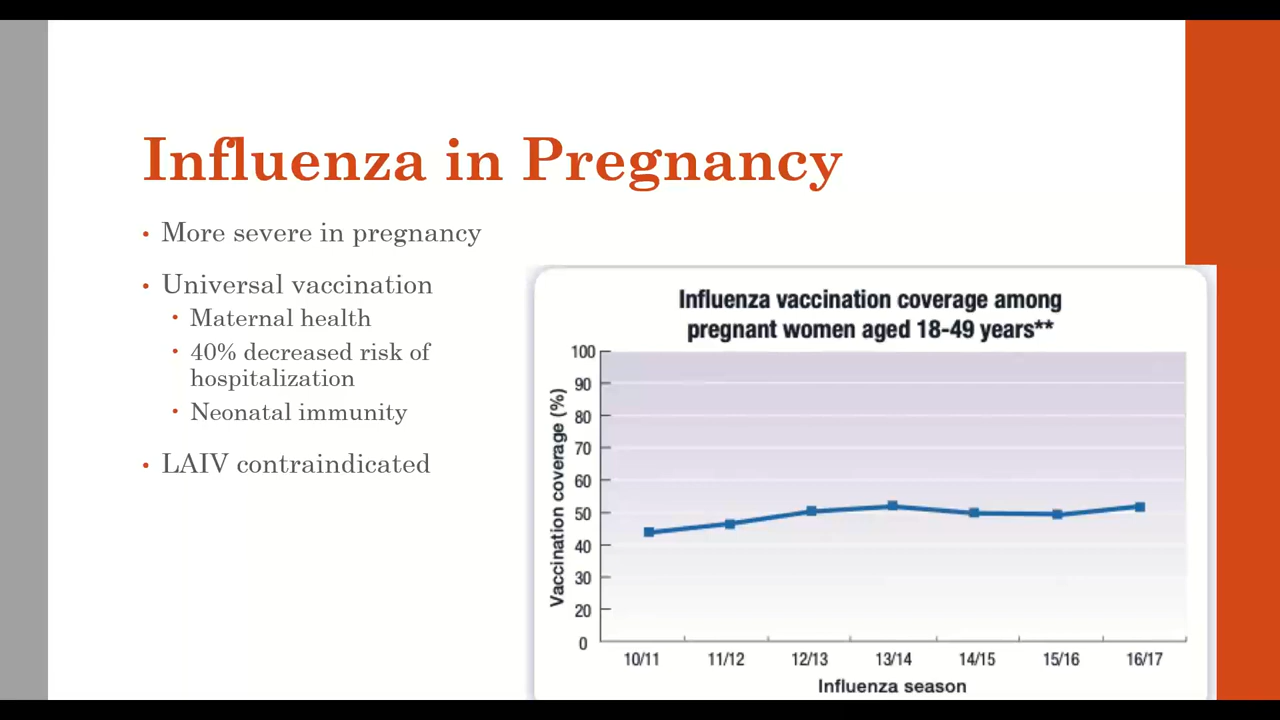 Influenza in Pregnancy
• More severe in pregnancy
• Universal vaccination
• Maternal health
• 40% decreased risk of
hospitalization
• Neonatal immunity
• LAIV contraindicated
Influenza vaccination coverage among
pregnant women aged 18-49 years**
Vaccination coverage (%)
100
90
80
70
60
50
40
30
20
0
10/11 11/12 12/13 13/14 14/15 15/16 16/17
Influenza season